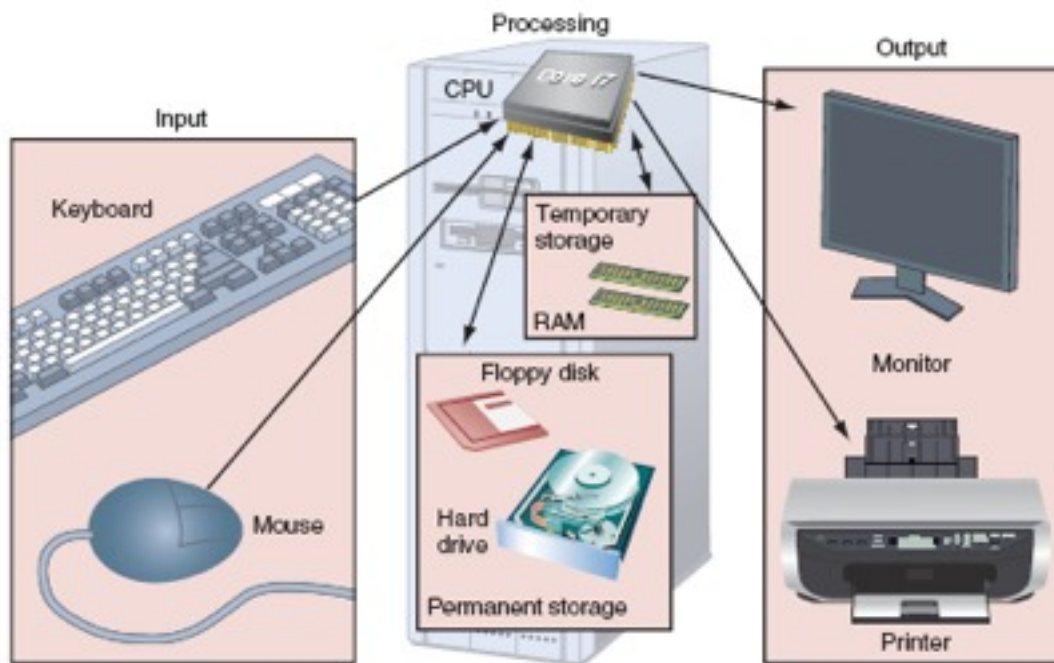 Processing
Output
CPU
Input
Keyboard
Temporary
storage
RAM
Floppy disk
Monitor
Mouse
Hard
drive
Permanent storage
Printer